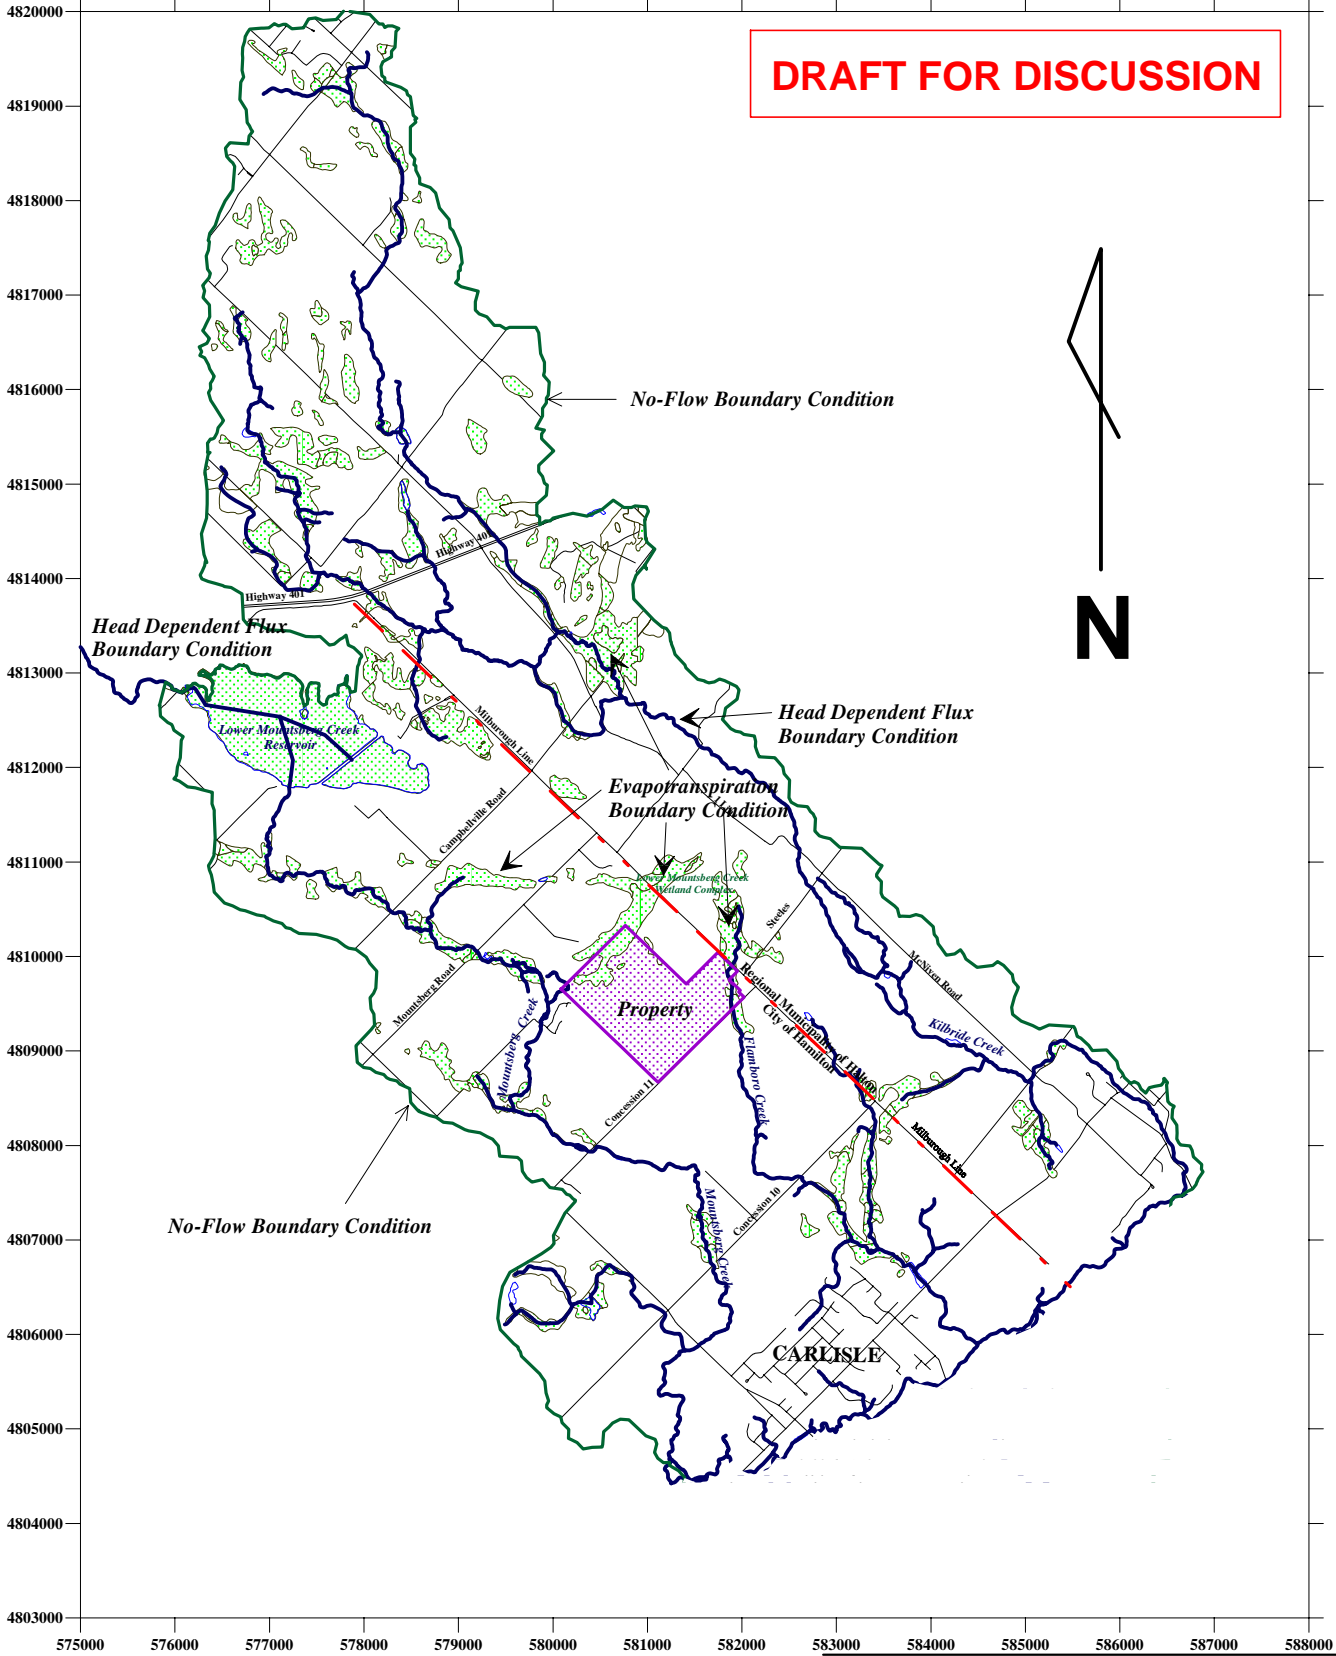 4820000
DRAFT FOR DISCUSSION
4819000
4818000
4817000
4816000
No-Flow Boundary Condition
4815000
Highway 401
4814000
Highway 401
N
Head Dependent Flux
Boundary Condition
4813000
Milburough Line
Head Dependent Flux
Boundary Condition
Lower Mountsberg Creek
Reservoir
4812000
Evapotranspiration
Boundary Condition
Campbellville Road
4811000
Lower Mountsberg Creek
Wetland Complex
Steeles
4810000
McNiven Road
Mountsberg Road
Regional Municipality of Halton
City of Hamilton
Property
Kilbride Creek
4809000
Mountsberg Creek
Flamboro Creek
Concession 11
4808000
Milburough Line
Concession 10
Mountsberg Creek
No-Flow Boundary Condition
4807000
4806000
CARLISLE
4805000
4804000
4803000
575000 576000 577000 578000 579000 580000 581000 582000 583000 584000 585000 586000 587000 588000